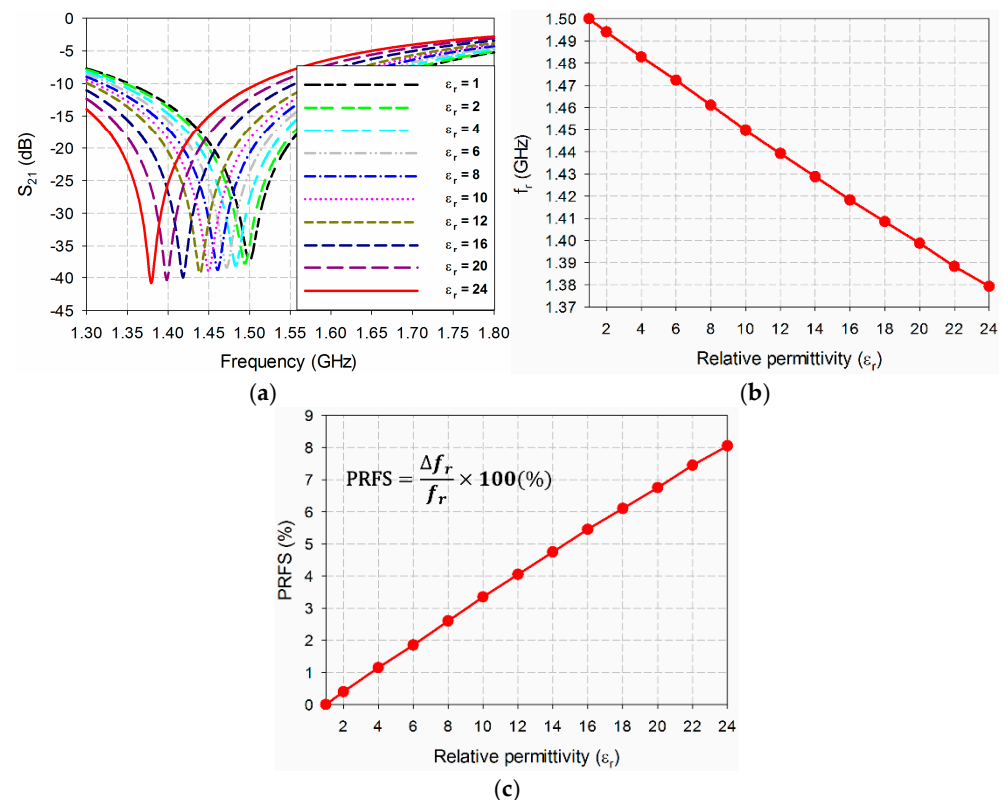 0
-5
-10
-15
-20
-25
-30
-35
-40
-45
S21 (dB)
1.30 1.35 1.40 1.45 1.50 1.55 1.60 1.65 1.70 1.75 1.80
Frequency (GHz)
εr = 1
εr = 2
εr = 4
εr = 6
εr = 8
εr = 10
εr = 12
εr = 16
εr = 20
εr = 24
(a)
1.50
1.49
1.47
1.46
1.45
1.43
1.42
1.41
1.40
1.38
1.37
fr (GHz)
2 4 6 8 10 12 14 16 18 20 22 24
Relative permittivity (εr)
(b)
9
8
7
6
5
4
3
2
1
0
PRFS (%)
PRFS = Δfr/fr × 100(%)
2 4 6 8 10 12 14 16 18 20 22 24
Relative permittivity (εr)
(c)